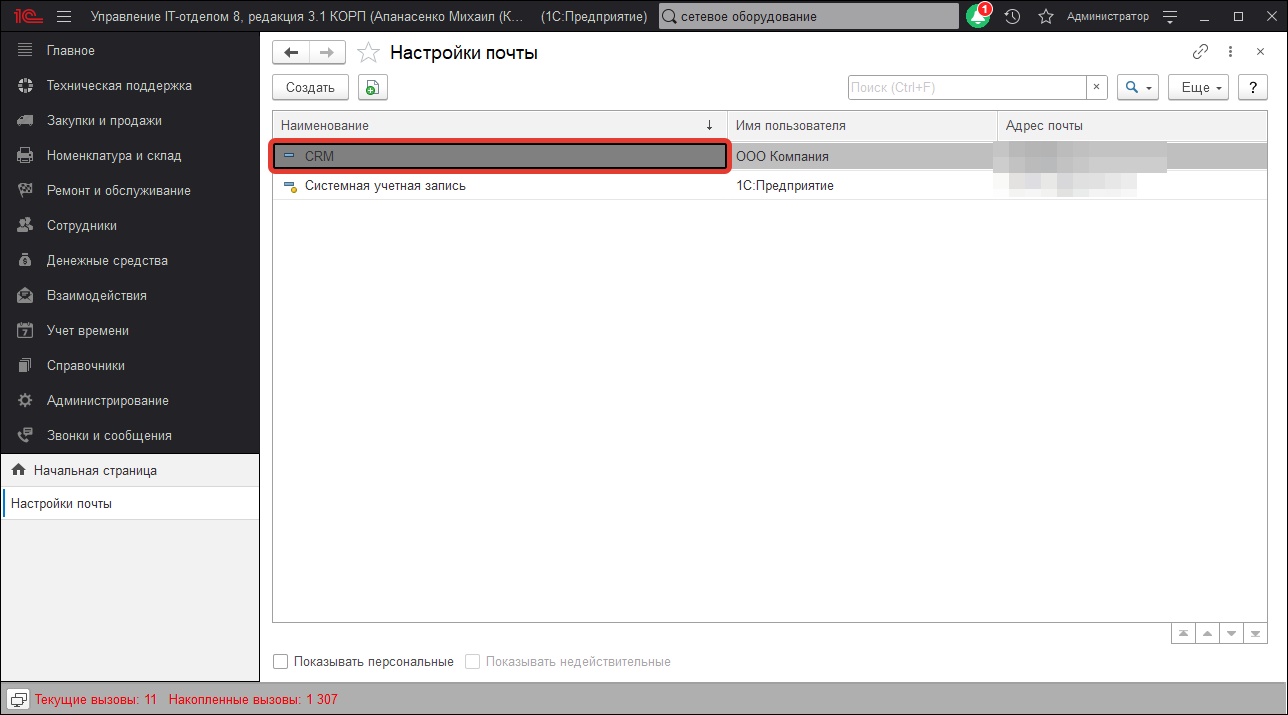 1С Управление IT-отделом 8, редакция 3.1 КОРП (Апанасенко Михаил (К... (1С:Предприятие) сетевое оборудование 1 Администратор
Главное
Техническая поддержка
Закупки и продажи
Номенклатура и склад
Ремонт и обслуживание
Сотрудники
Денежные средства
Взаимодействия
7 Учет времени
Справочники
Администрирование
Звонки и сообщения
Начальная страница
Настройки почты
Настройки почты
Создать Поиск (Ctrl+F) × Еще ?
Наименование ↓ Имя пользователя Адрес почты
CRM ООО Компания
Системная учетная запись 1С:Предприятие
Показывать персональные Показывать недействительные
Текущие вызовы: 11 Накопленные вызовы: 1 307